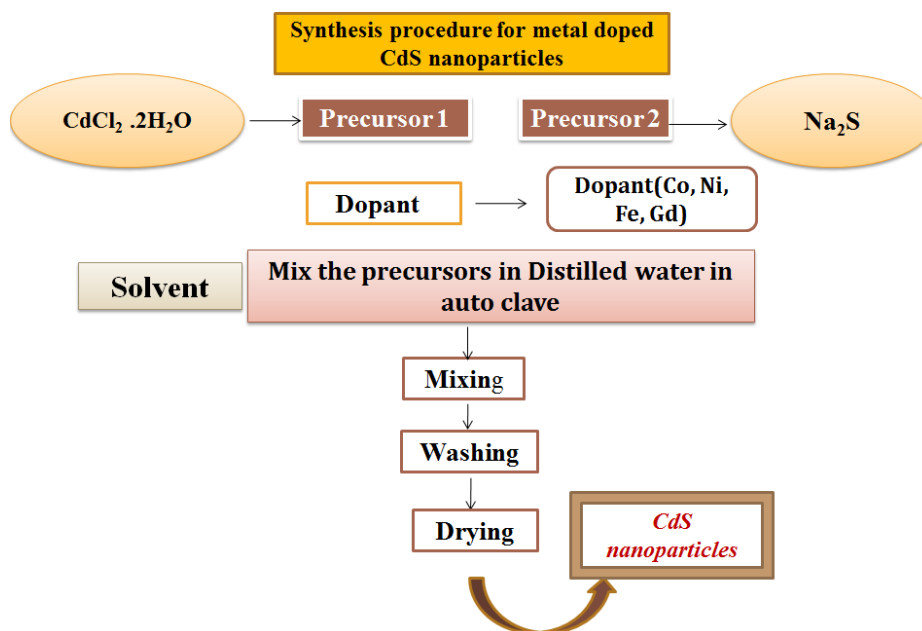 Synthesis procedure for metal doped
CdS nanoparticles
CdCl₂ .2H₂O
Precursor 1
Precursor 2
Na₂S
Dopant
Dopant(Co, Ni,
Fe, Gd)
Solvent
Mix the precursors in Distilled water in
auto clave
Mixing
Washing
Drying
CdS
nanoparticles